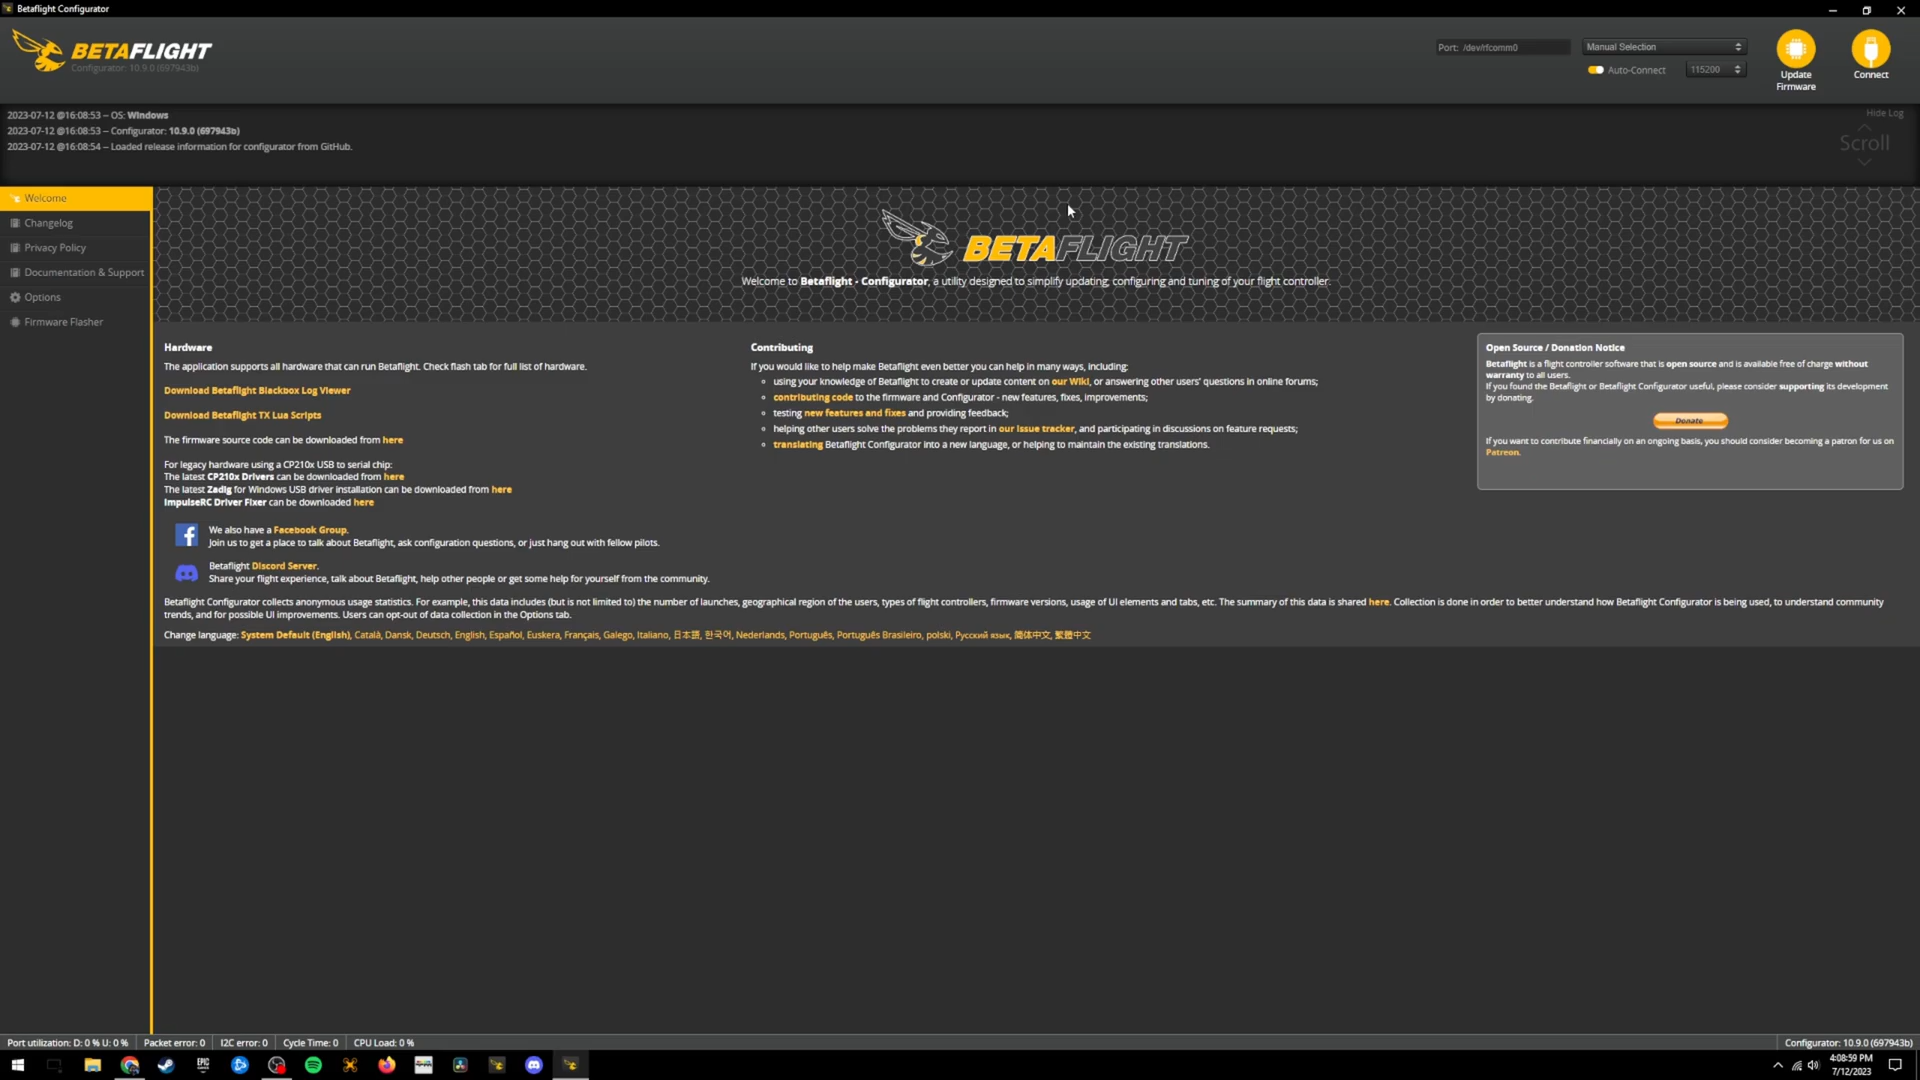 Betaflight Configurator
BETAFLIGHT
Configurator: 10.9.0 (697943b)
Port: /dev/rfcomm0
Manual Selection
Auto-Connect
115200
Update
Firmware
Connect
2023-07-12 @16:08:53 -- OS: Windows
2023-07-12 @16:08:53 -- Configurator: 10.9.0 (697943b)
2023-07-12 @16:08:54 -- Loaded release information for configurator from GitHub.
Hide Log
Scroll
Welcome
Changelog
Privacy Policy
Documentation & Support
Options
Firmware Flasher
BETAFLIGHT
Welcome to Betaflight - Configurator, a utility designed to simplify updating, configuring and tuning of your flight controller.
Hardware
The application supports all hardware that can run Betaflight. Check flash tab for full list of hardware.
Download Betaflight Blackbox Log Viewer
Download Betaflight TX Lua Scripts
The firmware source code can be downloaded from here
For legacy hardware using a CP210x USB to serial chip:
The latest CP210x Drivers can be downloaded from here
The latest Zadig for Windows USB driver installation can be downloaded from here
ImpulseRC Driver Fixer can be downloaded here
We also have a Facebook Group.
Join us to get a place to talk about Betaflight, ask configuration questions, or just hang out with fellow pilots.
Betaflight Discord Server.
Share your flight experience, talk about Betaflight, help other people or get some help for yourself from the community.
Contributing
If you would like to help make Betaflight even better you can help in many ways, including:
using your knowledge of Betaflight to create or update content on our Wiki, or answering other users' questions in online forums;
contributing code to the firmware and Configurator - new features, fixes, improvements;
testing new features and fixes and providing feedback;
helping other users solve the problems they report in our issue tracker, and participating in discussions on feature requests;
translating Betaflight Configurator into a new language, or helping to maintain the existing translations.
Open Source / Donation Notice
Betaflight is a flight controller software that is open source and is available free of charge without
warranty to all users.
If you found the Betaflight or Betaflight Configurator useful, please consider supporting its development
by donating.
Donate
If you want to contribute financially on an ongoing basis, you should consider becoming a patron for us on
Patreon.
Betaflight Configurator collects anonymous usage statistics. For example, this data includes (but is not limited to) the number of launches, geographical region of the users, types of flight controllers, firmware versions, usage of UI elements and tabs, etc. The summary of this data is shared here. Collection is done in order to better understand how Betaflight Configurator is being used, to understand community
trends, and for possible UI improvements. Users can opt-out of data collection in the Options tab.
Change language: System Default (English), Català, Dansk, Deutsch, English, Español, Euskera, Français, Galego, Italiano, 日本語, 한국어, Nederlands, Português, Português Brasileiro, polski, Русский язык, 简体中文, 繁體中文
Port utilization: D: 0 % U: 0 %
Packet error: 0
I2C error: 0
Cycle Time: 0
CPU Load: 0 %
Configurator: 10.9.0 (697943b)
EPIC
4:08:59 PM
7/12/2023